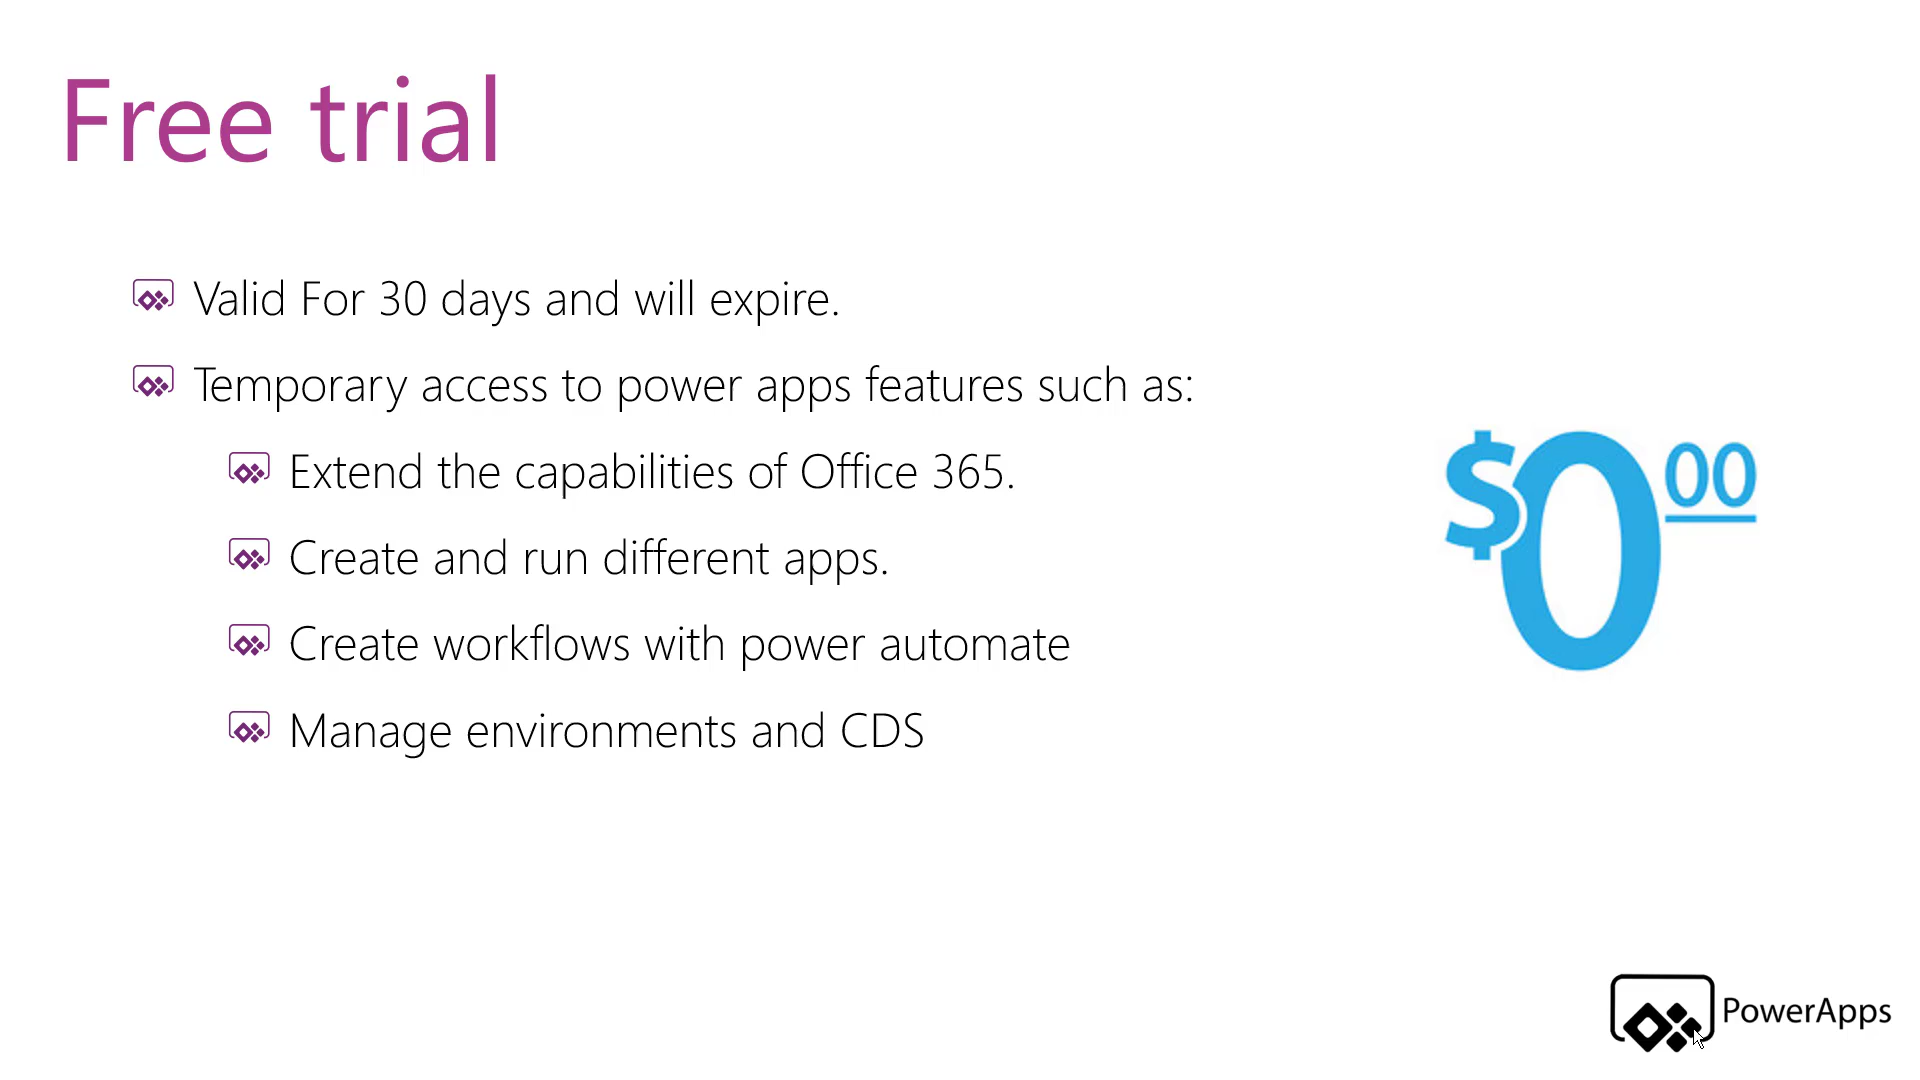 Free trial
Valid For 30 days and will expire.
Temporary access to power apps features such as:
Extend the capabilities of Office 365.
Create and run different apps.
Create workflows with power automate
Manage environments and CDS
$0 00
PowerApps